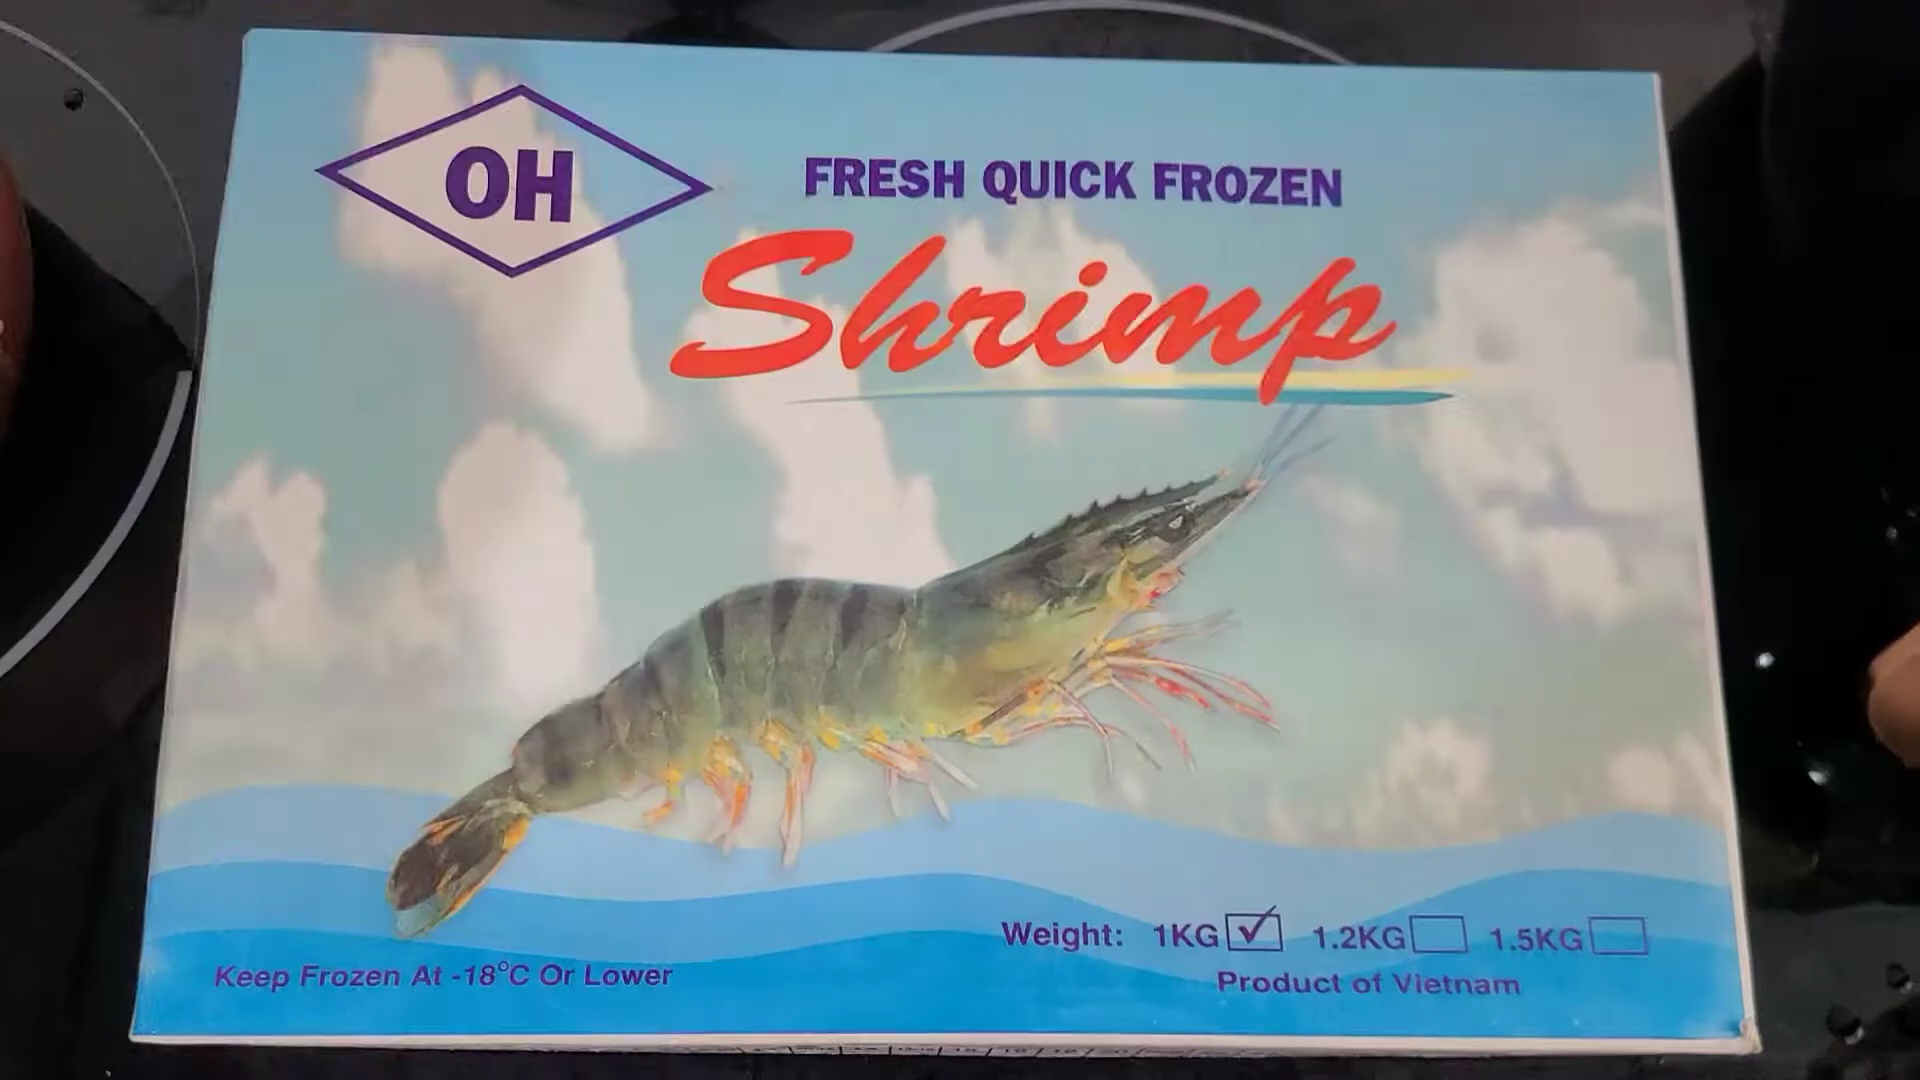 OH
FRESH QUICK FROZEN
Shrimp
Weight: 1KG 1.2KG 1.5KG
Keep Frozen At -18°C Or Lower
Product of Vietnam